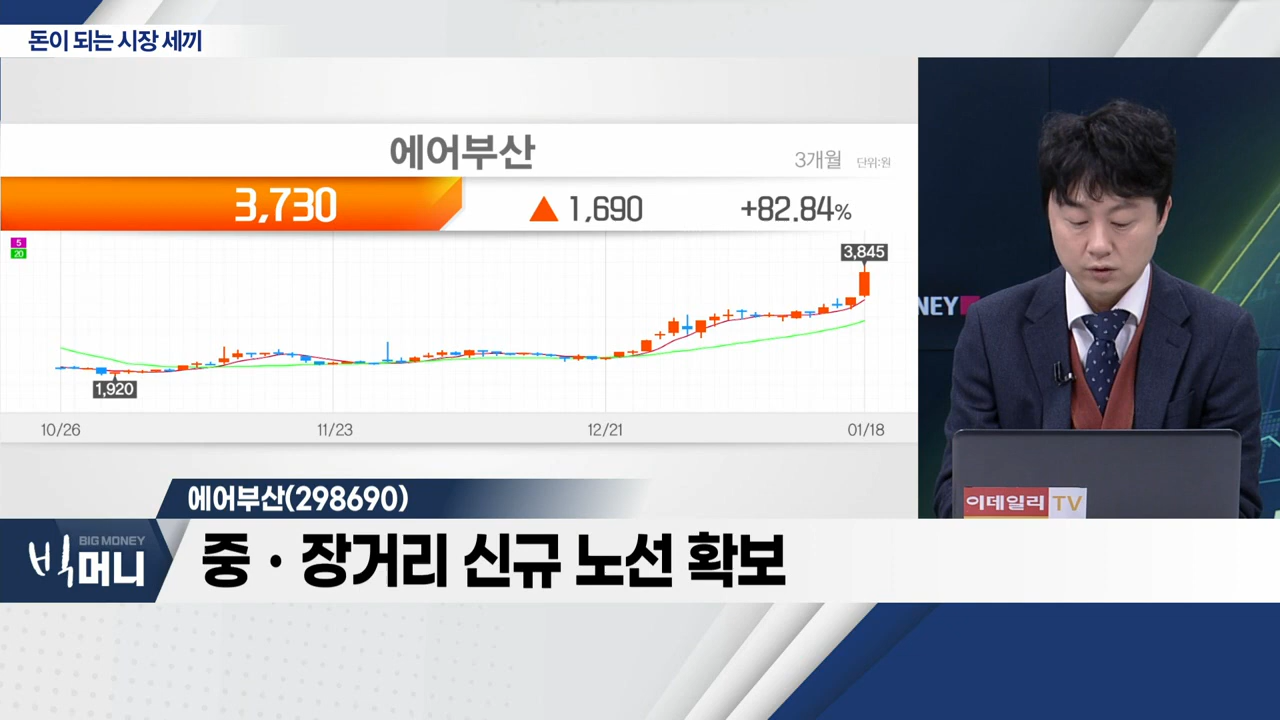 돈이 되는 시장 세끼
에어부산
3개월 단위:원
3,730 ▲ 1,690 +82.84%
5
20
3,845
1,920
10/26 11/23 12/21 01/18
NEY
이데일리 TV
에어부산(298690)
BIG MONEY
빅머니
중 · 장거리 신규 노선 확보